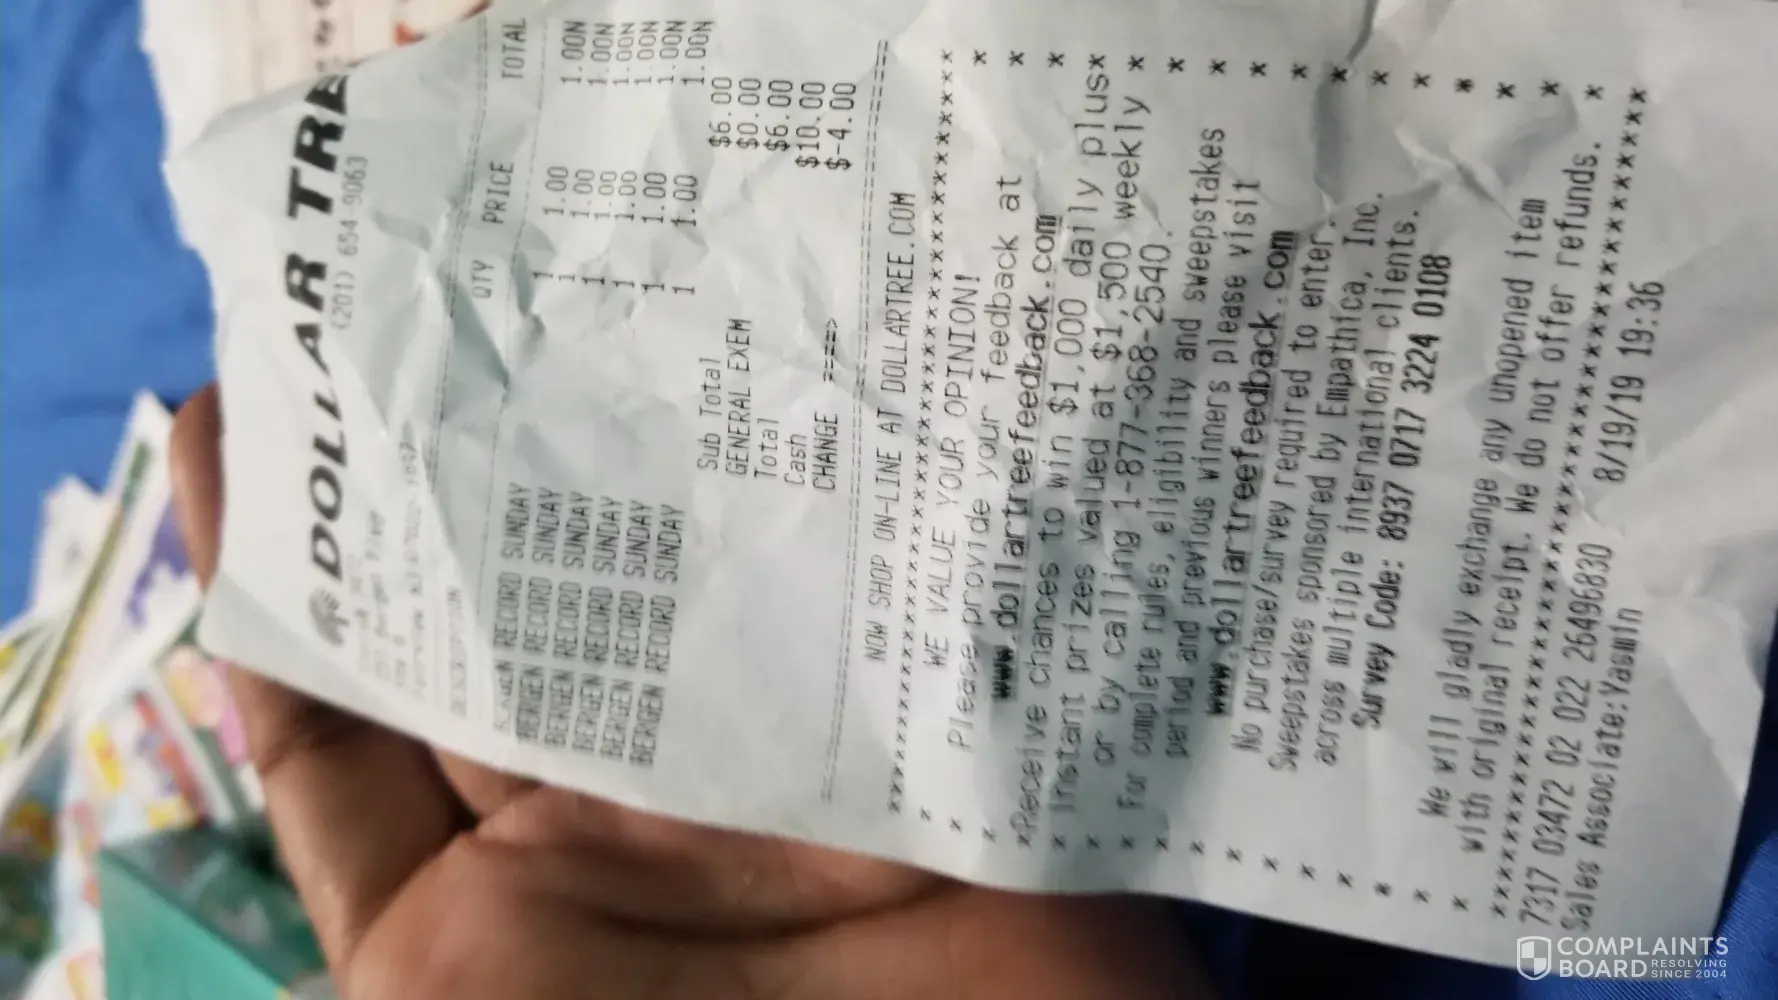 DOLLAR TRE
(201) 654-9063
DESCRIPTION QTY PRICE TOTAL
BERGEN RECORD SUNDAY 1 1.00 1.00N
BERGEN RECORD SUNDAY 1 1.00 1.00N
BERGEN RECORD SUNDAY 1 1.00 1.00N
BERGEN RECORD SUNDAY 1 1.00 1.00N
BERGEN RECORD SUNDAY 1 1.00 1.00N
BERGEN RECORD SUNDAY 1 1.00 1.00N
Sub Total $6.00
GENERAL EXEM $0.00
Total $6.00
Cash $10.00
CHANGE ====> $-4.00
NOW SHOP ON-LINE AT DOLLARTREE.COM
WE VALUE YOUR OPINION!
* Please provide your feedback at *
* www.dollartreefeedback.com *
*Receive chances to win $1,000 daily plus*
* instant prizes valued at $1,500 weekly *
* or by calling 1-877-368-2540. *
* For complete rules, eligibility and sweepstakes *
* period and previous winners please visit *
* www.dollartreefeedback.com *
* No purchase/survey required to enter. *
* Sweepstakes sponsored by Empathica, Inc. *
* across multiple international clients. *
* Survey Code: 8937 0717 3224 0108 *
* We will gladly exchange any unopened item *
* with original receipt. We do not offer refunds. *
7317 03472 02 022 26496830 8/19/19 19:36
Sales Associate:Yasmin
COMPLAINTS
BOARD RESOLVING
SINCE 2004